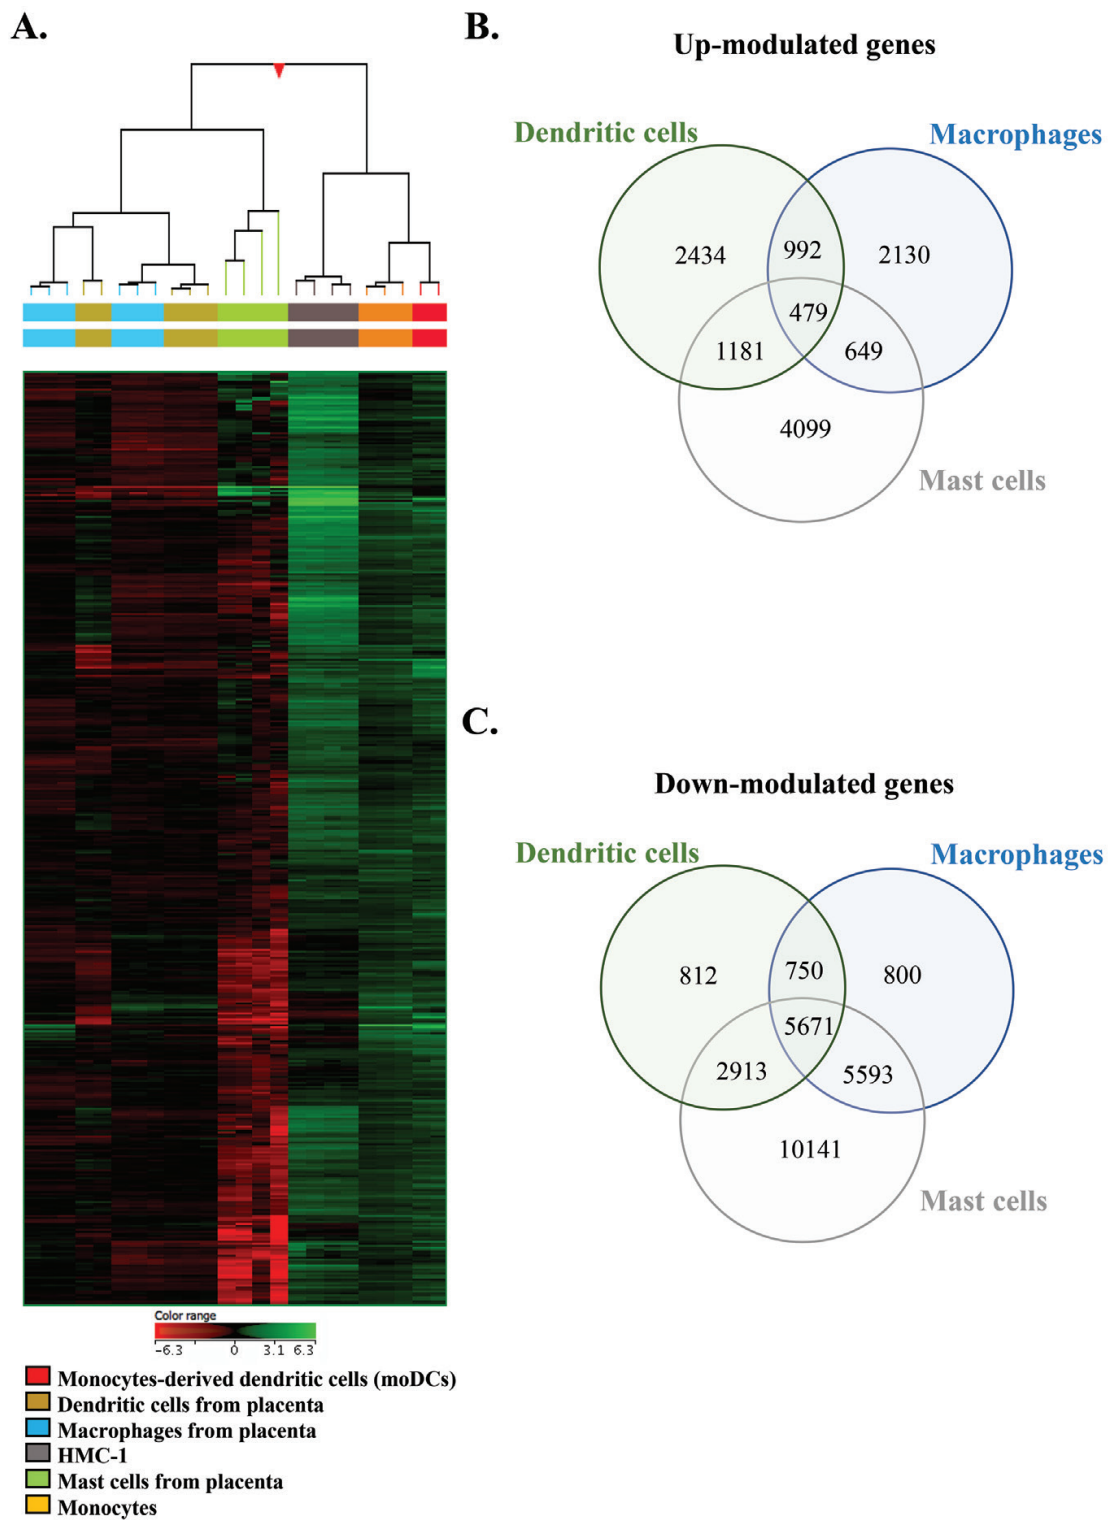 A.
Color range
−6.3 0 3.1 6.3
Monocytes-derived dendritic cells (moDCs)
Dendritic cells from placenta
Macrophages from placenta
HMC-1
Mast cells from placenta
Monocytes
B.
Up-modulated genes
Dendritic cells
Macrophages
2434
992
2130
479
1181
649
4099
Mast cells
C.
Down-modulated genes
Dendritic cells
Macrophages
812
750
800
5671
2913
5593
10141
Mast cells